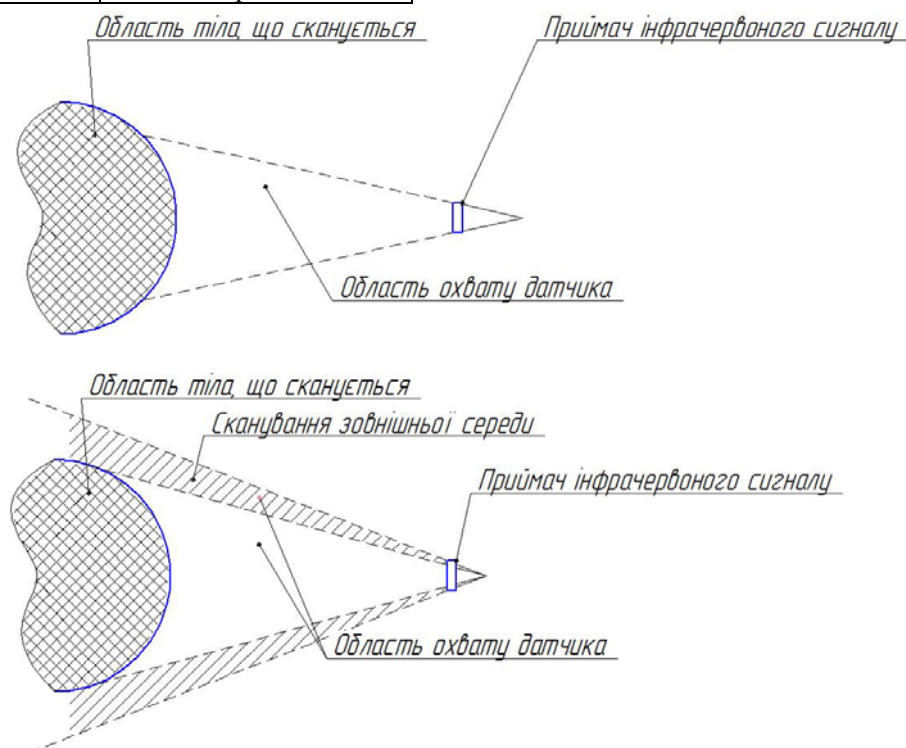 Область тіла, що сканується
Приймач інфрачервоного сигналу
Область охвату датчика
Область тіла, що сканується
Сканування зовнішньої середи
Приймач інфрачервоного сигналу
Область охвату датчика